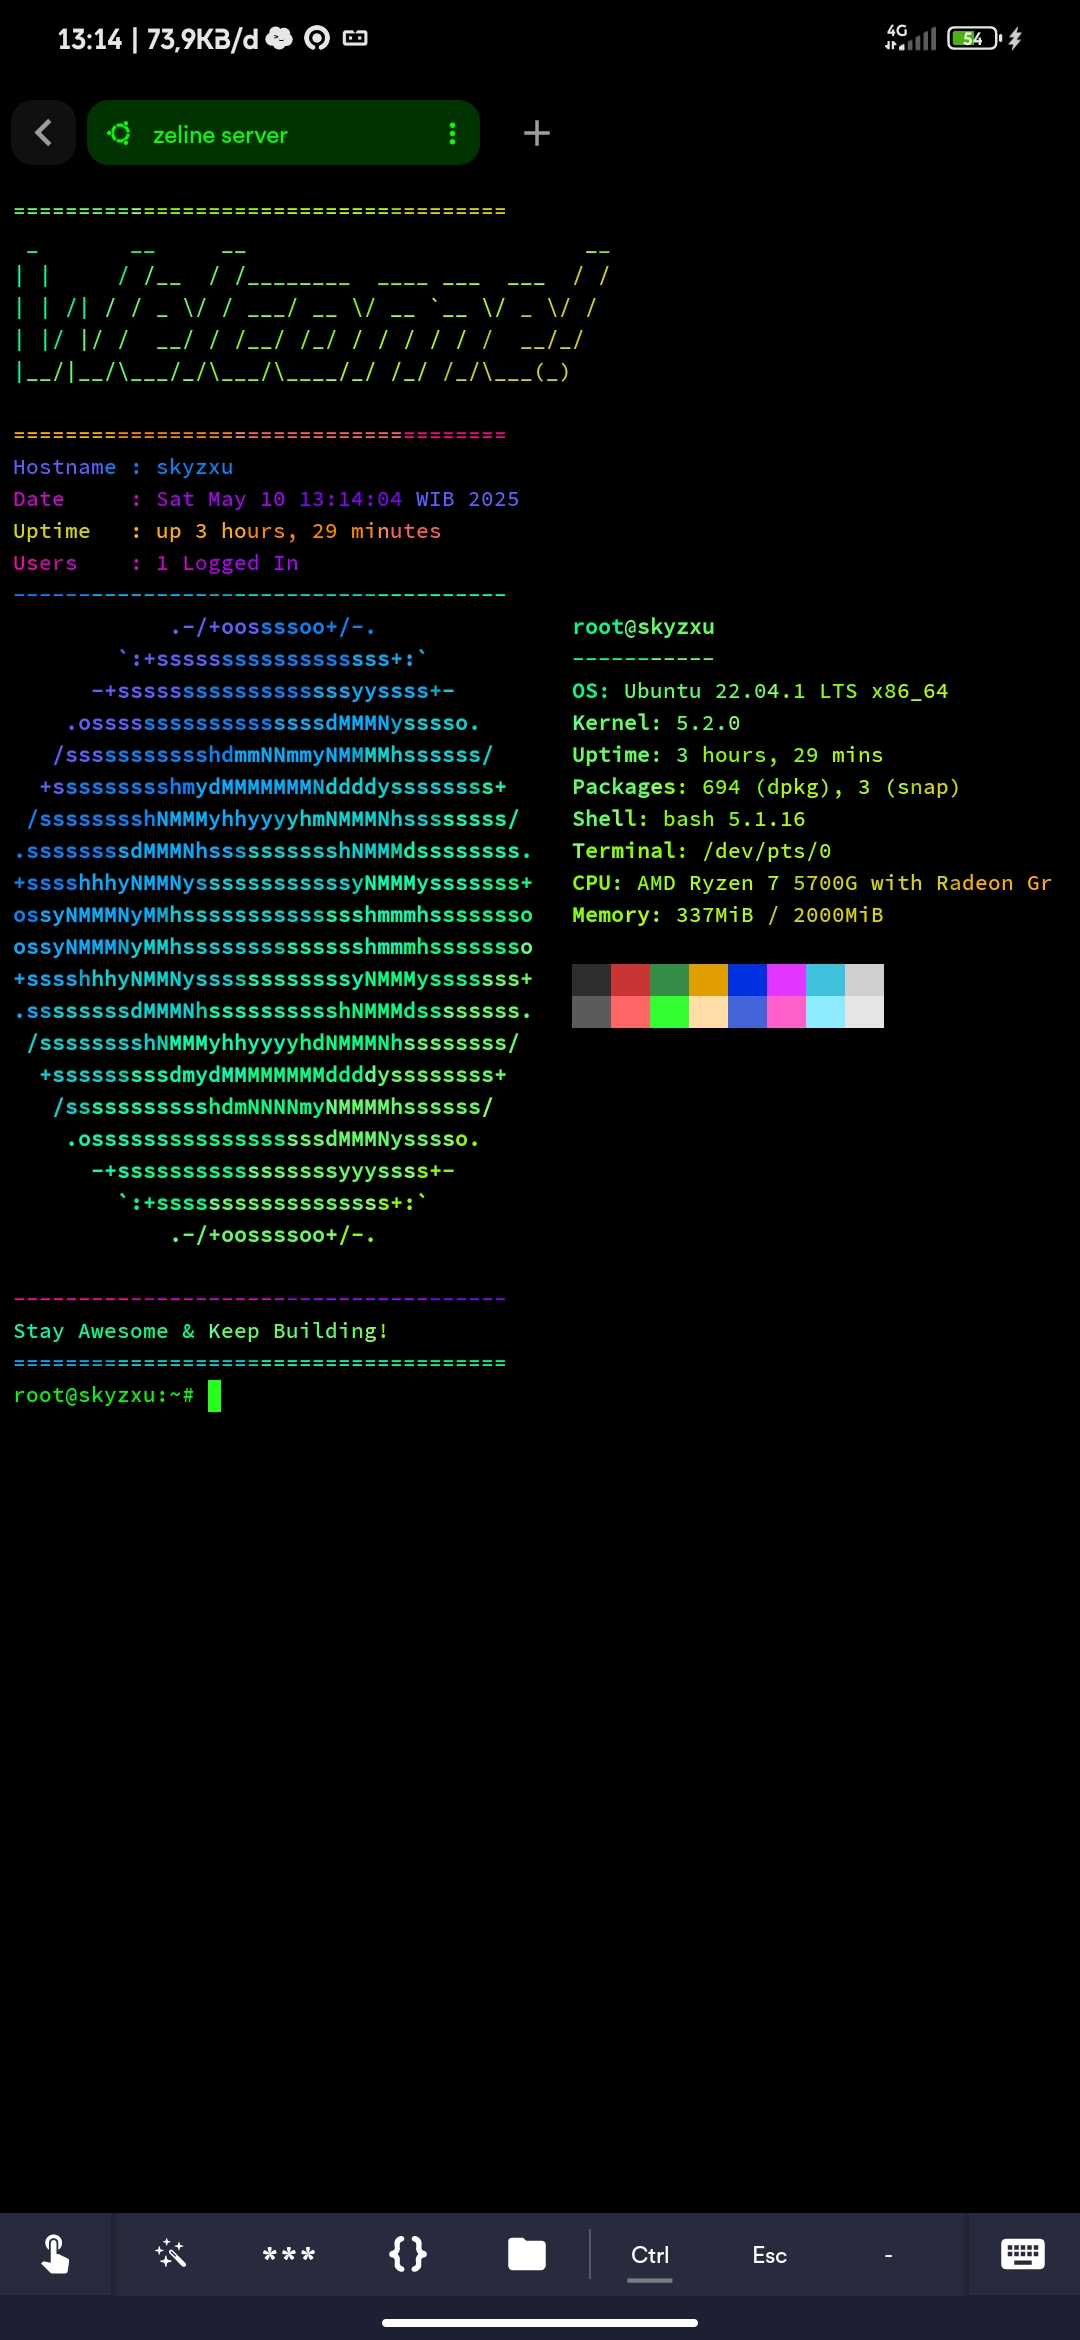 13:14 | 73,9KB/d
4G
54
zeline server
======================================
 _       __     __                          __
| |     / /__  / /________  ____ ___  ___  / /
| | /| / / _ \/ / ___/ __ \/ __ `__ \/ _ \/ /
| |/ |/ /  __/ / /__/ /_/ / / / / / /  __/_/
|__/|__/\___/_/\___/\____/_/ /_/ /_/\___(_)
======================================
Hostname : skyzxu
Date     : Sat May 10 13:14:04 WIB 2025
Uptime   : up 3 hours, 29 minutes
Users    : 1 Logged In
--------------------------------------
            .-/+oossssoo+/-.               root@skyzxu
        `:+ssssssssssssssssss+:`           -----------
      -+ssssssssssssssssssyyssss+-         OS: Ubuntu 22.04.1 LTS x86_64
    .ossssssssssssssssssdMMMNysssso.       Kernel: 5.2.0
   /ssssssssssshdmmNNmmyNMMMMhssssss/      Uptime: 3 hours, 29 mins
  +ssssssssshmydMMMMMMMNddddyssssssss+     Packages: 694 (dpkg), 3 (snap)
 /sssssssshNMMMyhhyyyyhmNMMMNhssssssss/    Shell: bash 5.1.16
.ssssssssdMMMNhsssssssssshNMMMdssssssss.   Terminal: /dev/pts/0
+sssshhhyNMMNyssssssssssssyNMMMysssssss+   CPU: AMD Ryzen 7 5700G with Radeon Gr
ossyNMMMNyMMhsssssssssssssshmmmhssssssso   Memory: 337MiB / 2000MiB
ossyNMMMNyMMhsssssssssssssshmmmhssssssso
+sssshhhyNMMNyssssssssssssyNMMMysssssss+
.ssssssssdMMMNhsssssssssshNMMMdssssssss.
 /sssssssshNMMMyhhyyyyhdNMMMNhssssssss/
  +sssssssssdmydMMMMMMMMddddyssssssss+
   /ssssssssssshdmNNNNmyNMMMMhssssss/
    .ossssssssssssssssssdMMMNysssso.
      -+sssssssssssssssssyyyssss+-
        `:+ssssssssssssssssss+:`
            .-/+oossssoo+/-.
--------------------------------------
Stay Awesome & Keep Building!
======================================
root@skyzxu:~#
*** {} Ctrl Esc -